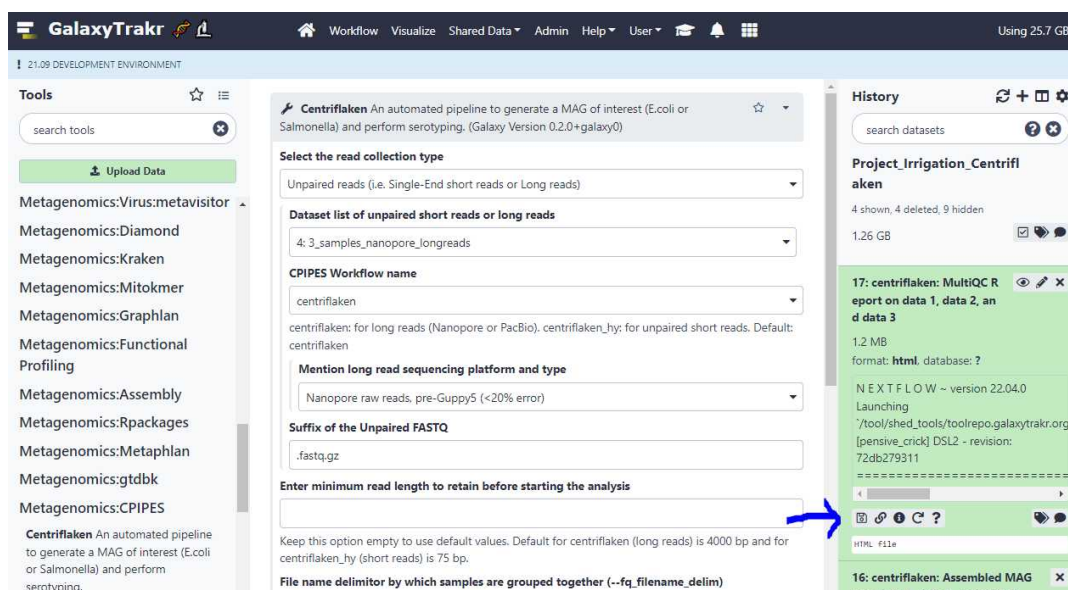 GalaxyTrakr
Workflow Visualize Shared Data Admin Help User
Using 25.7 GB
! 21.09 DEVELOPMENT ENVIRONMENT
Tools
search tools
Upload Data
Metagenomics:Virus:metavisitor
Metagenomics:Diamond
Metagenomics:Kraken
Metagenomics:Mitokmer
Metagenomics:Graphlan
Metagenomics:Functional
Profiling
Metagenomics:Assembly
Metagenomics:Rpackages
Metagenomics:Metaphlan
Metagenomics:gtdbk
Metagenomics:CPIPES
Centriflaken An automated pipeline
to generate a MAG of interest (E.coli
or Salmonella) and perform
serotyping.
Centriflaken An automated pipeline to generate a MAG of interest (E.coli or
Salmonella) and perform serotyping. (Galaxy Version 0.2.0+galaxy0)
Select the read collection type
Unpaired reads (i.e. Single-End short reads or Long reads)
Dataset list of unpaired short reads or long reads
4: 3_samples_nanopore_longreads
CPIPES Workflow name
centriflaken
centriflaken: for long reads (Nanopore or PacBio). centriflaken_hy: for unpaired short reads. Default:
centriflaken
Mention long read sequencing platform and type
Nanopore raw reads, pre-Guppy5 (<20% error)
Suffix of the Unpaired FASTQ
.fastq.gz
Enter minimum read length to retain before starting the analysis
Keep this option empty to use default values. Default for centriflaken (long reads) is 4000 bp and for
centriflaken_hy (short reads) is 75 bp.
File name delimitor by which samples are grouped together (--fq_filename_delim)
History
search datasets
Project_Irrigation_Centrifl
aken
4 shown, 4 deleted, 9 hidden
1.26 GB
17: centriflaken: MultiQC R
eport on data 1, data 2, an
d data 3
1.2 MB
format: html, database: ?
N E X T F L O W ~ version 22.04.0
Launching
`/tool/shed_tools/toolrepo.galaxytrakr.org
[pensive_crick] DSL2 - revision:
72db279311
============================
HTML file
16: centriflaken: Assembled MAG